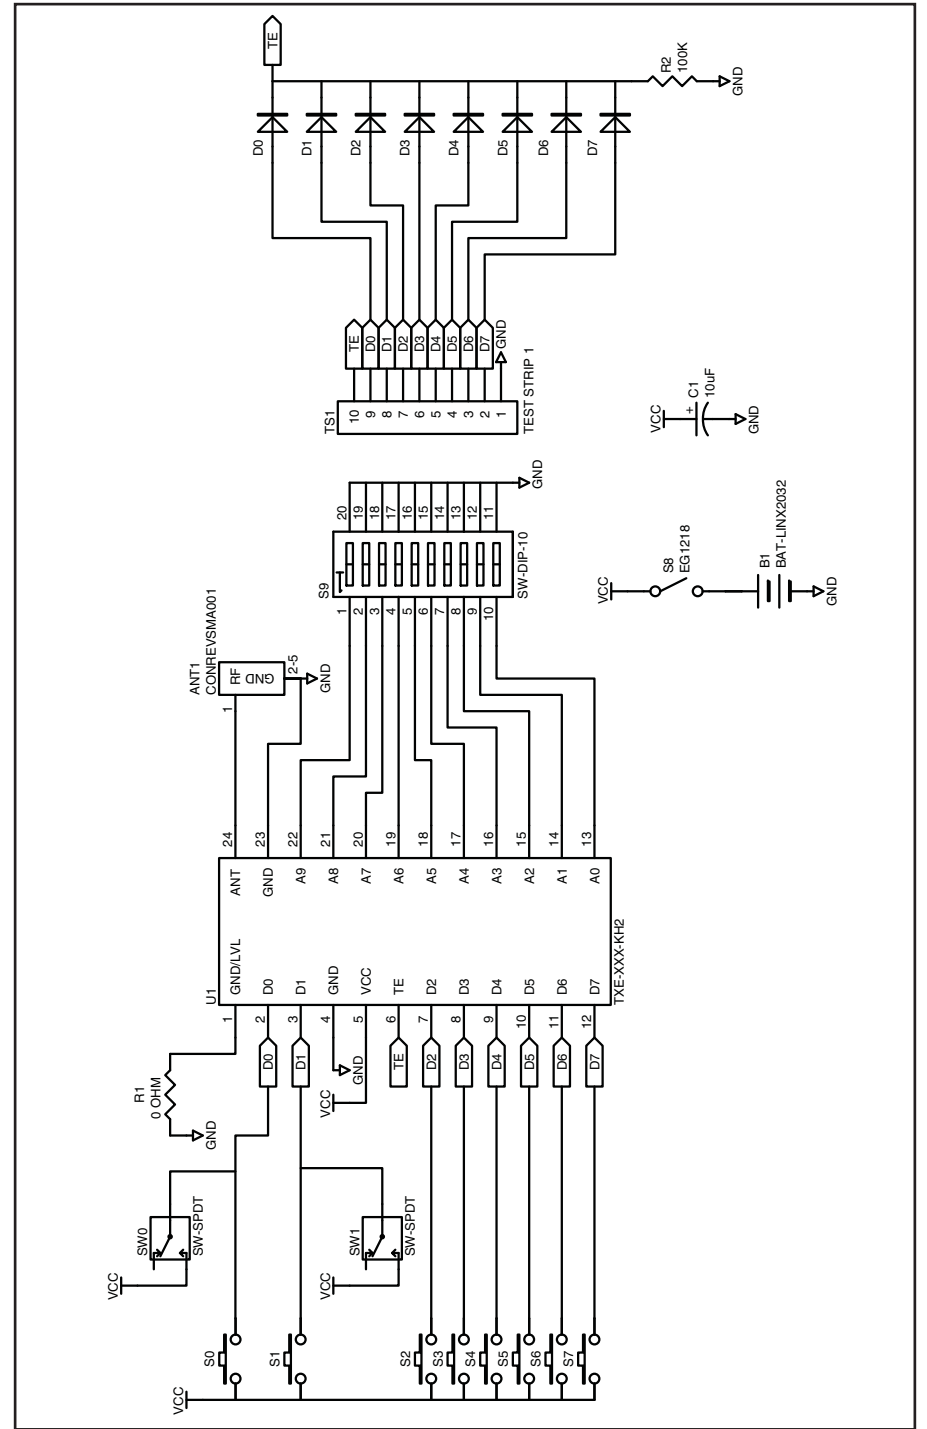 TE
R2
100K
GND
D0
D1
D2
D3
D4
D5
D6
D7
TE
D0
D1
D2
D3
D4
D5
D6
D7
GND
TS1
10
9
8
7
6
5
4
3
2
1
TEST STRIP 1
VCC
+
C1
10uF
GND
20
19
18
17
16
15
14
13
12
11
GND
S9
SW-DIP-10
1
2
3
4
5
6
7
8
9
10
VCC
S8
EG1218
B1
BAT-LINX2032
GND
ANT1
CONREVSMA001
RF
GND
1
2-5
GND
24
23
22
21
20
19
18
17
16
15
14
13
ANT
GND
A9
A8
A7
A6
A5
A4
A3
A2
A1
A0
U1
GND/LVL
D0
D1
GND
VCC
TE
D2
D3
D4
D5
D6
D7
TXE-XXX-KH2
1
2
3
4
5
6
7
8
9
10
11
12
R1
0 OHM
GND
D0
D1
GND
VCC
TE
D2
D3
D4
D5
D6
D7
SW0
SW-SPDT
VCC
SW1
SW-SPDT
VCC
S0
S1
S2
S3
S4
S5
S6
S7
VCC